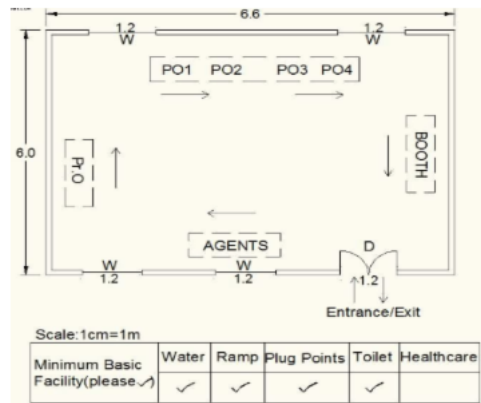 6.6
1.2 1.2
W W
PO1 PO2 PO3 PO4
6.0
Pr.O
BOOTH
AGENTS
D
W W
1.2 1.2 1.2
Entrance/Exit
Scale:1cm=1m
Minimum Basic Facility(please ✓) Water Ramp Plug Points Toilet Healthcare
✓ ✓ ✓ ✓